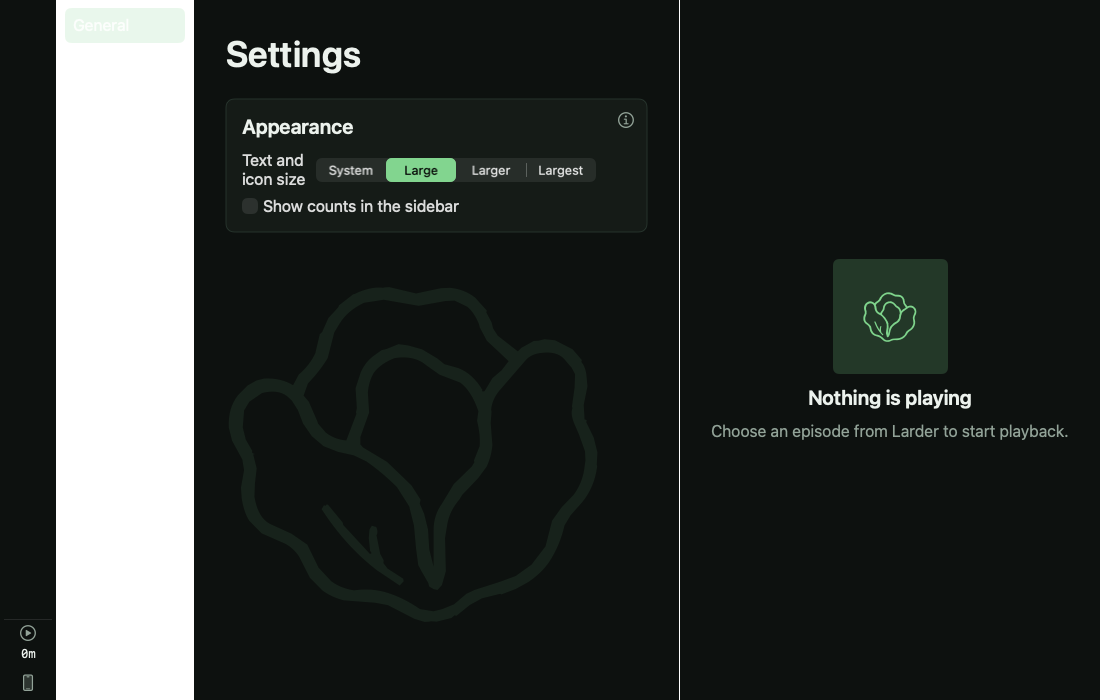 General
Settings
Appearance
Text and
icon size
System
Large
Larger
Largest
Show counts in the sidebar
Nothing is playing
Choose an episode from Larder to start playback.
0m